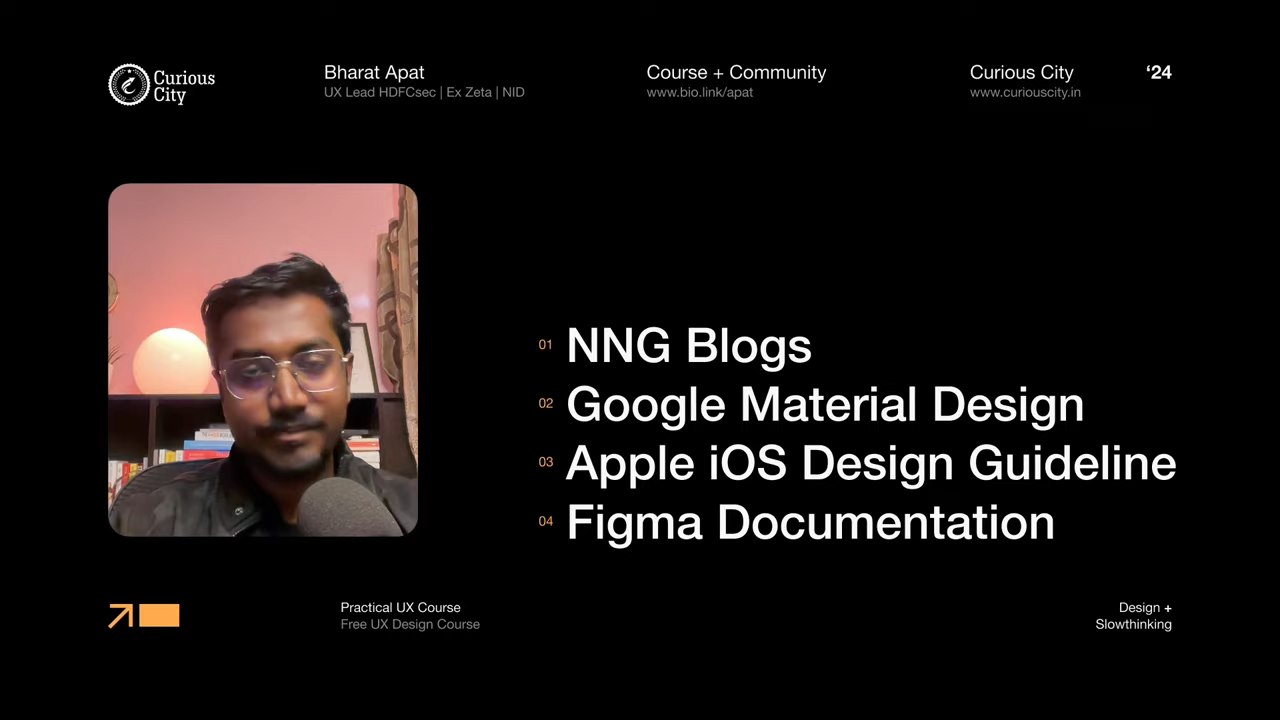 Curious
City
Bharat Apat
UX Lead HDFCsec | Ex Zeta | NID
Course + Community
www.bio.link/apat
Curious City
www.curiouscity.in
‘24
01 NNG Blogs
02 Google Material Design
03 Apple iOS Design Guideline
04 Figma Documentation
Practical UX Course
Free UX Design Course
Design +
Slowthinking